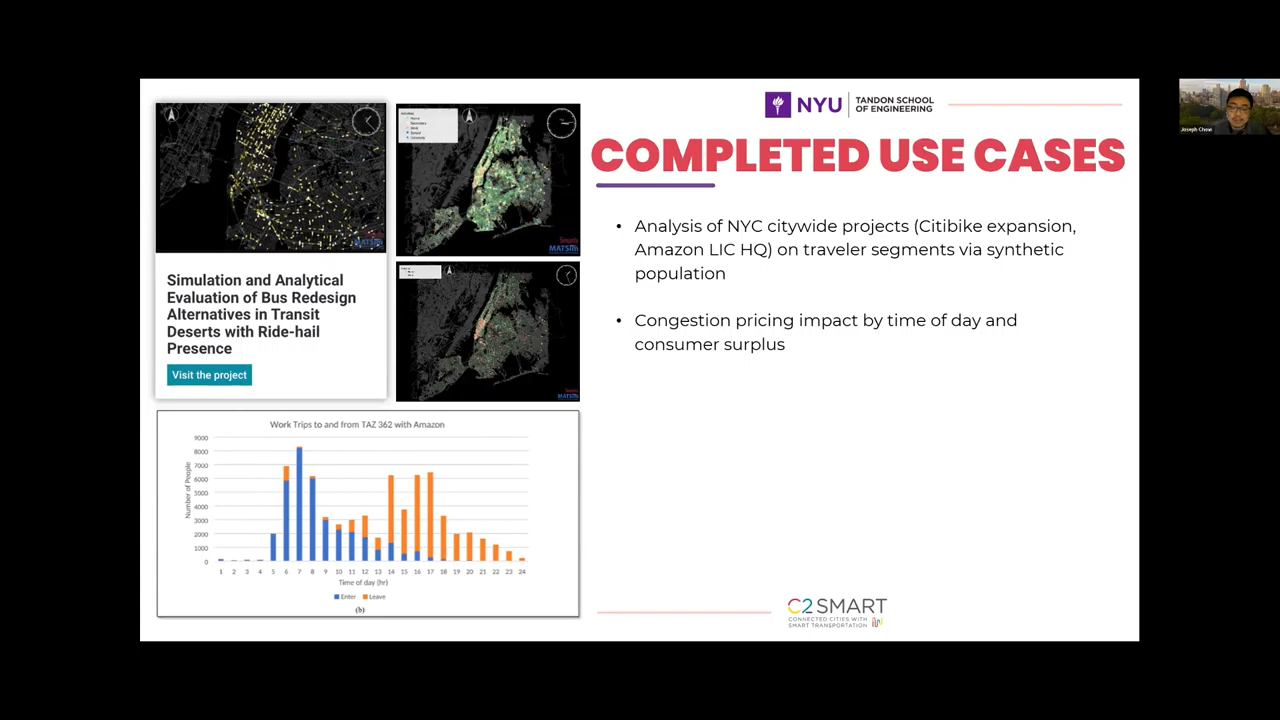 NYU
TANDON SCHOOL
OF ENGINEERING
COMPLETED USE CASES
• Analysis of NYC citywide projects (Citibike expansion,
Amazon LIC HQ) on traveler segments via synthetic
population
• Congestion pricing impact by time of day and
consumer surplus
MATSim
MATSim
MATSim
Simulation and Analytical
Evaluation of Bus Redesign
Alternatives in Transit
Deserts with Ride-hail
Presence
Visit the project
Work Trips to and from TAZ 362 with Amazon
Number of People
9000
8000
7000
6000
5000
4000
3000
2000
1000
0
1 2 3 4 5 6 7 8 9 10 11 12 13 14 15 16 17 18 19 20 21 22 23 24
Time of day (hr)
Enter Leave
(b)
C2SMART
CONNECTED CITIES WITH
SMART TRANSPORTATION
Joseph Chow